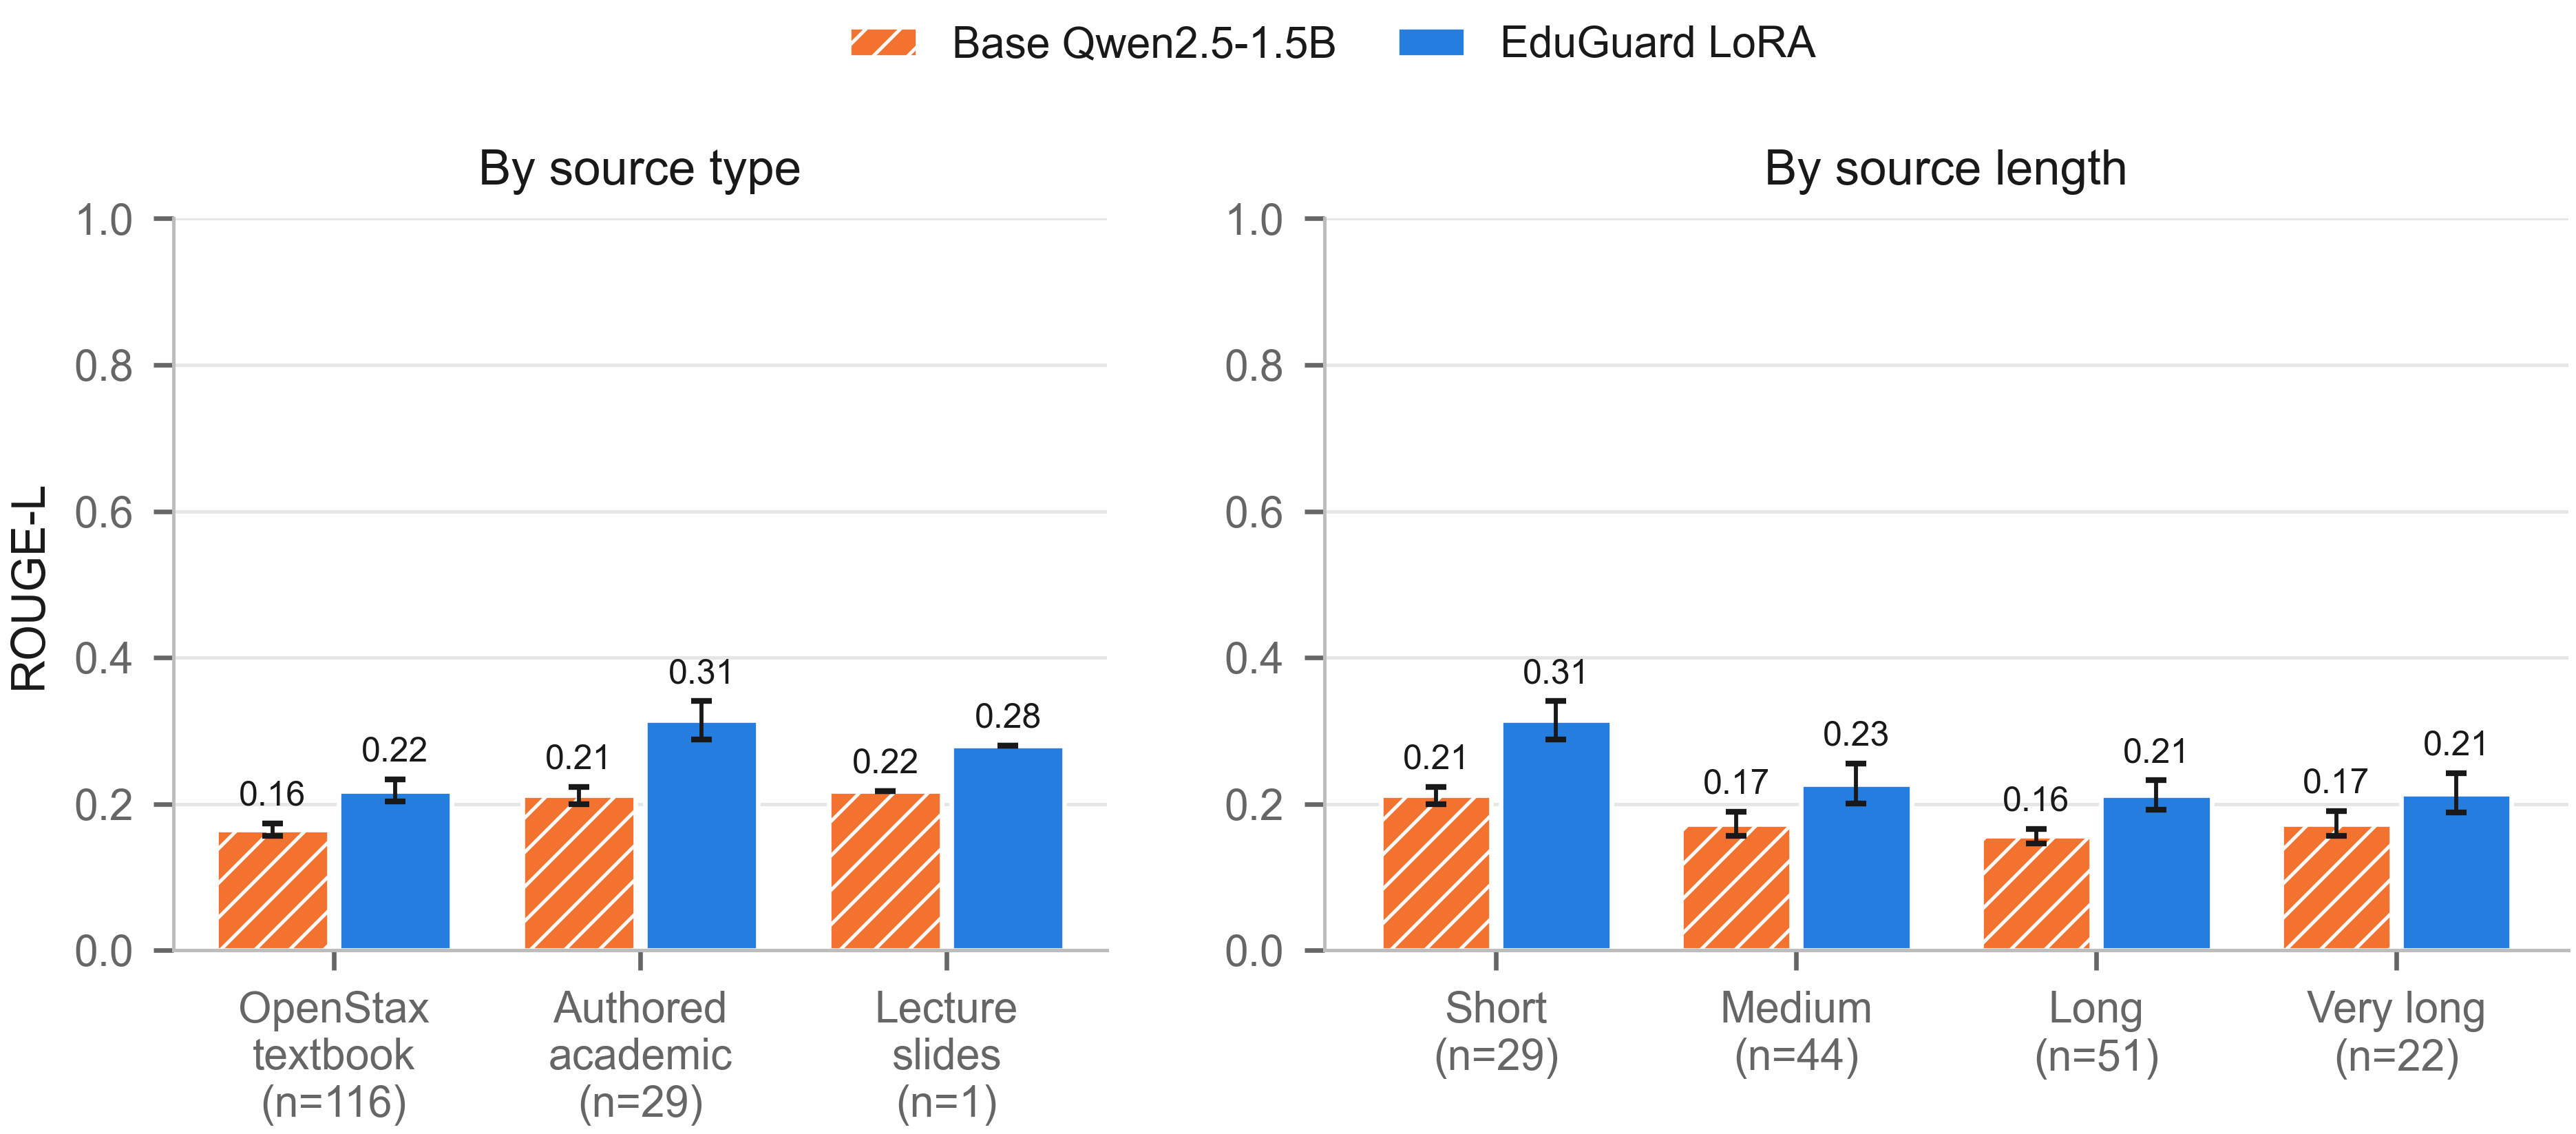 Base Qwen2.5-1.5B
EduGuard LoRA
By source type
ROUGE-L
1.0
0.8
0.6
0.4
0.2
0.0
0.16
0.22
0.21
0.31
0.22
0.28
OpenStax
textbook
(n=116)
Authored
academic
(n=29)
Lecture
slides
(n=1)
By source length
1.0
0.8
0.6
0.4
0.2
0.0
0.21
0.31
0.17
0.23
0.16
0.21
0.17
0.21
Short
(n=29)
Medium
(n=44)
Long
(n=51)
Very long
(n=22)